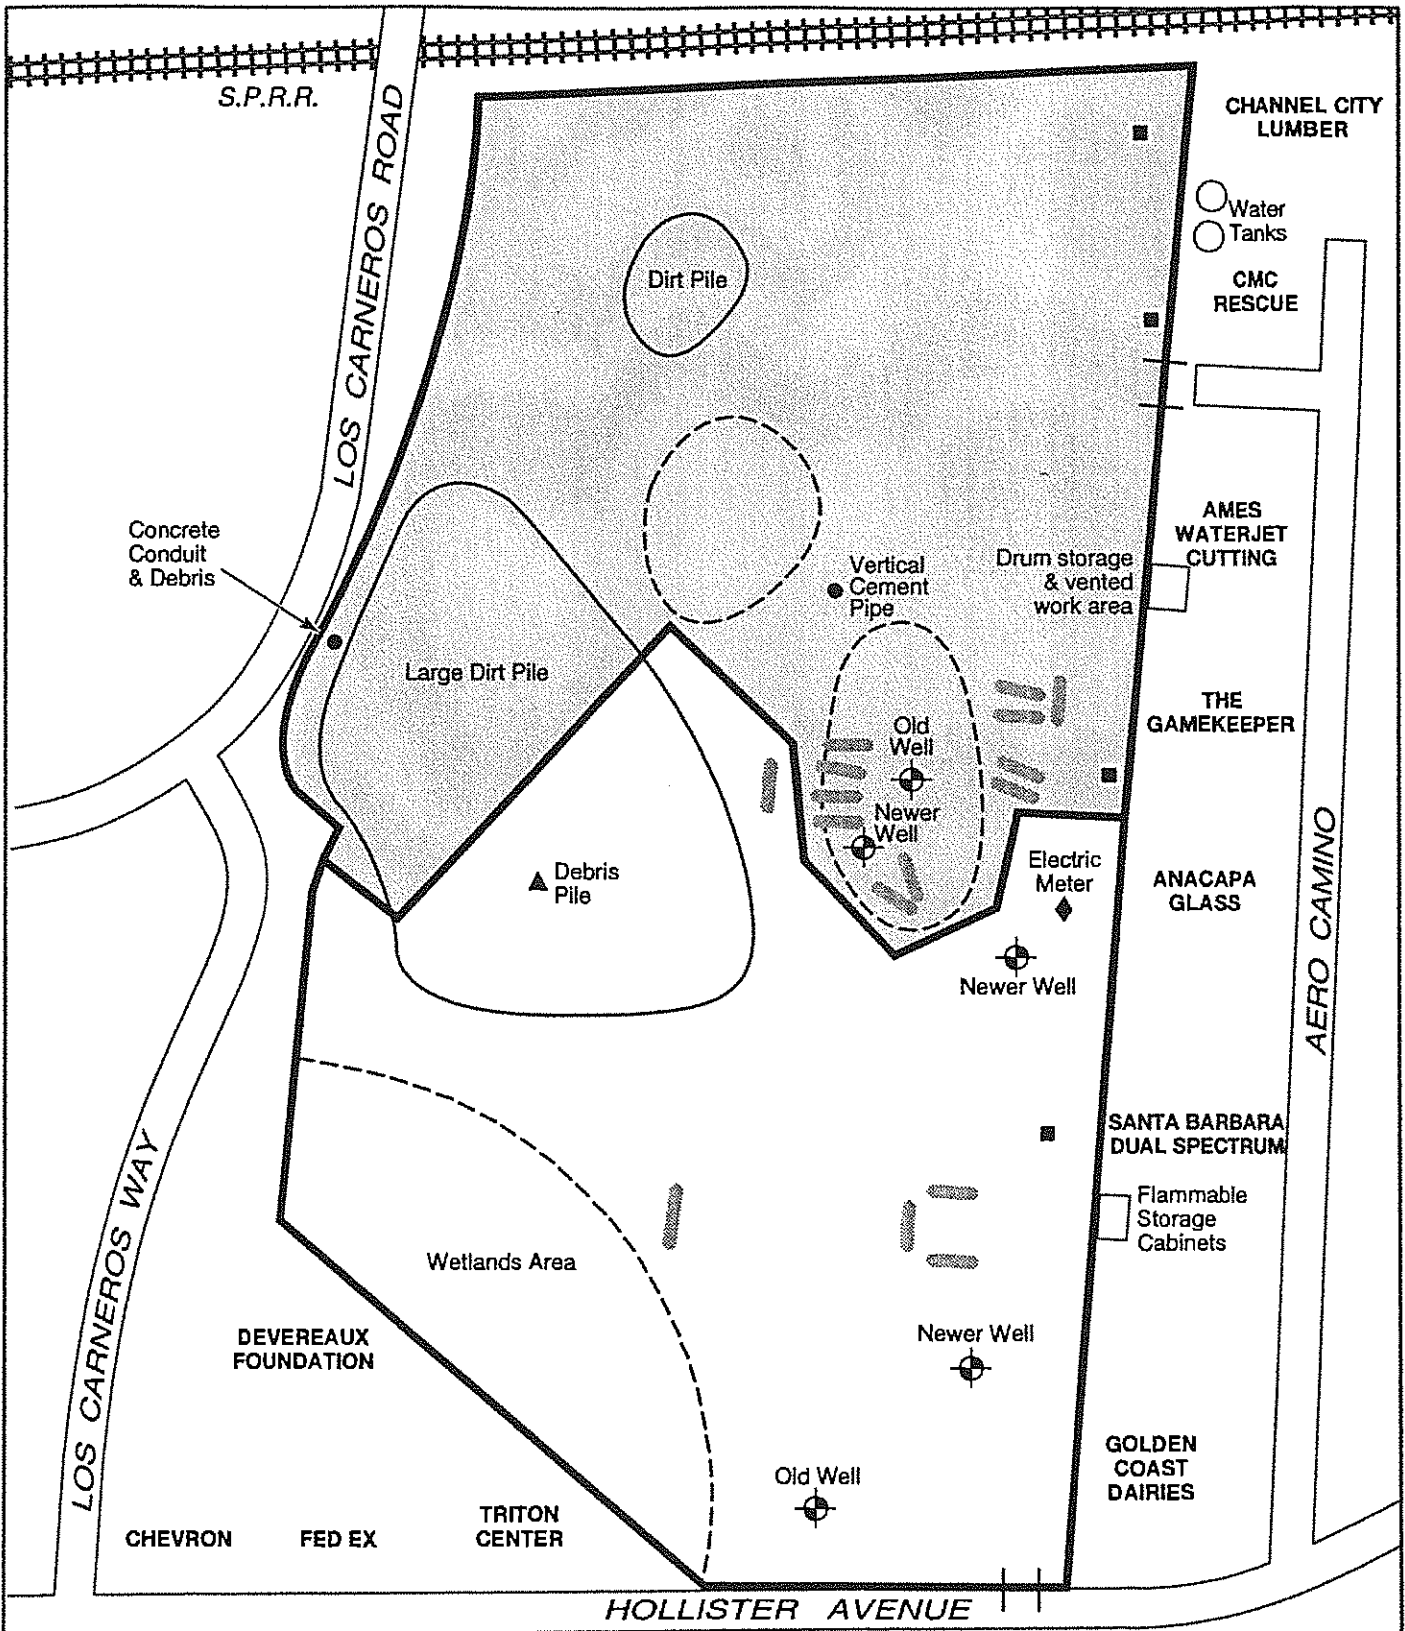 S.P.R.R.
LOS CARNEROS ROAD
CHANNEL CITY
LUMBER
Water
Tanks
Dirt Pile
CMC
RESCUE
AMES
WATERJET
CUTTING
Concrete
Conduit
& Debris
Vertical
Cement
Pipe
Drum storage
& vented
work area
Large Dirt Pile
THE
GAMEKEEPER
Old
Well
Newer
Well
Electric
Meter
Debris
Pile
ANACAPA
GLASS
AERO CAMINO
Newer Well
SANTA BARBARA
DUAL SPECTRUM
Flammable
Storage
Cabinets
LOS CARNEROS WAY
Wetlands Area
DEVEREAUX
FOUNDATION
Newer Well
GOLDEN
COAST
DAIRIES
Old Well
CHEVRON
FED EX
TRITON
CENTER
HOLLISTER AVENUE